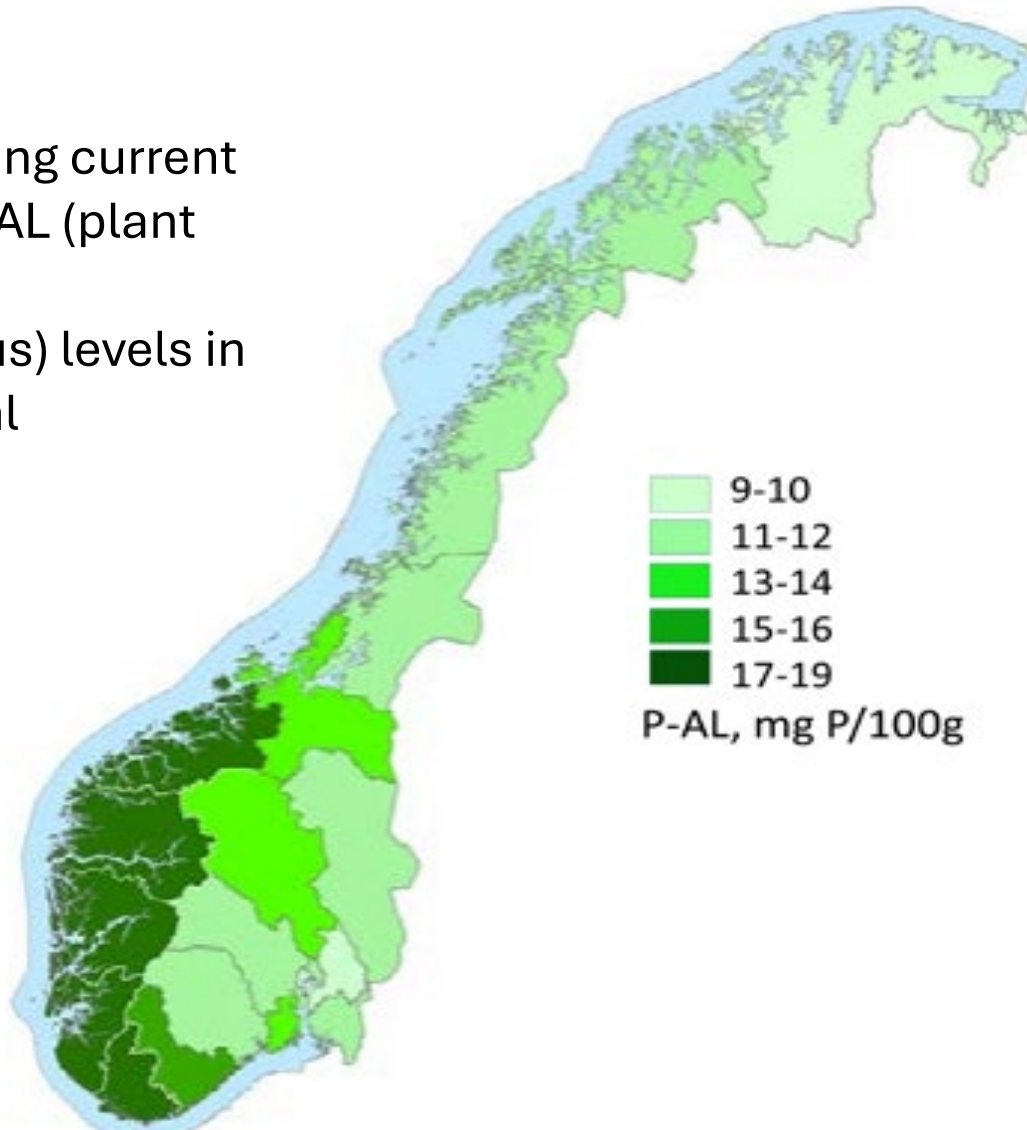 ng current
AL (plant
us) levels in
al
9-10
11-12
13-14
15-16
17-19
P-AL, mg P/100g